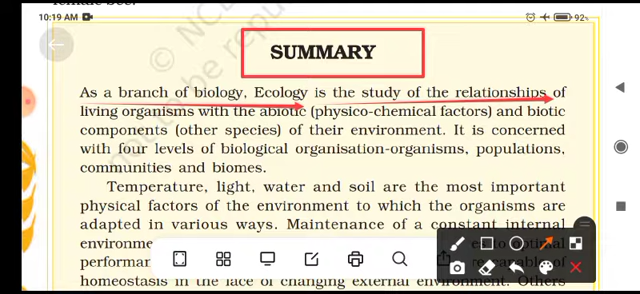 10:19 AM
92%
SUMMARY
As a branch of biology, Ecology is the study of the relationships of
living organisms with the abiotic (physico-chemical factors) and biotic
components (other species) of their environment. It is concerned
with four levels of biological organisation-organisms, populations,
communities and biomes.
Temperature, light, water and soil are the most important
physical factors of the environment to which the organisms are
adapted in various ways. Maintenance of a constant internal
environme
performan
homeostasis in the face of changing external environment. Others